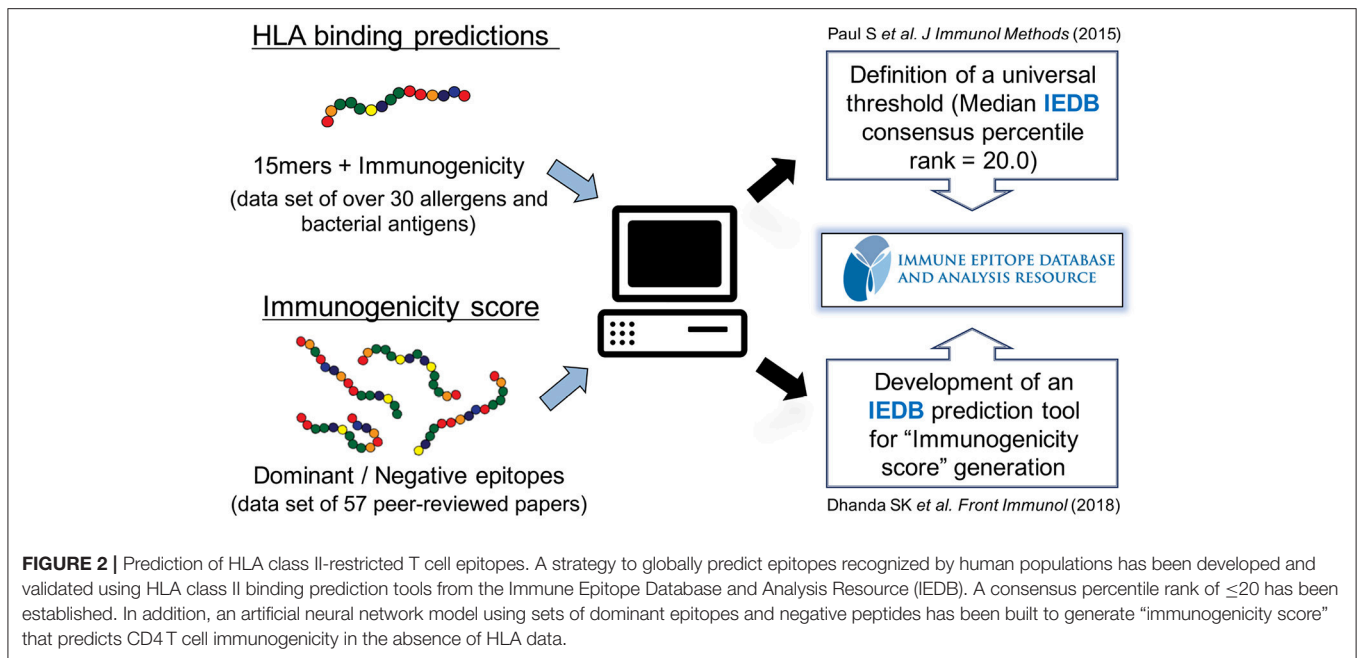 HLA binding predictions
15mers + Immunogenicity
(data set of over 30 allergens and
bacterial antigens)
Immunogenicity score
Dominant / Negative epitopes
(data set of 57 peer-reviewed papers)
Paul S et al. J Immunol Methods (2015)
Definition of a universal
threshold (Median IEDB
consensus percentile
rank = 20.0)
IMMUNE EPITOPE DATABASE
AND ANALYSIS RESOURCE
Development of an
IEDB prediction tool
for “Immunogenicity
score” generation
Dhanda SK et al. Front Immunol (2018)
FIGURE 2 | Prediction of HLA class II-restricted T cell epitopes. A strategy to globally predict epitopes recognized by human populations has been developed and
validated using HLA class II binding prediction tools from the Immune Epitope Database and Analysis Resource (IEDB). A consensus percentile rank of ≤20 has been
established. In addition, an artificial neural network model using sets of dominant epitopes and negative peptides has been built to generate “immunogenicity score”
that predicts CD4 T cell immunogenicity in the absence of HLA data.